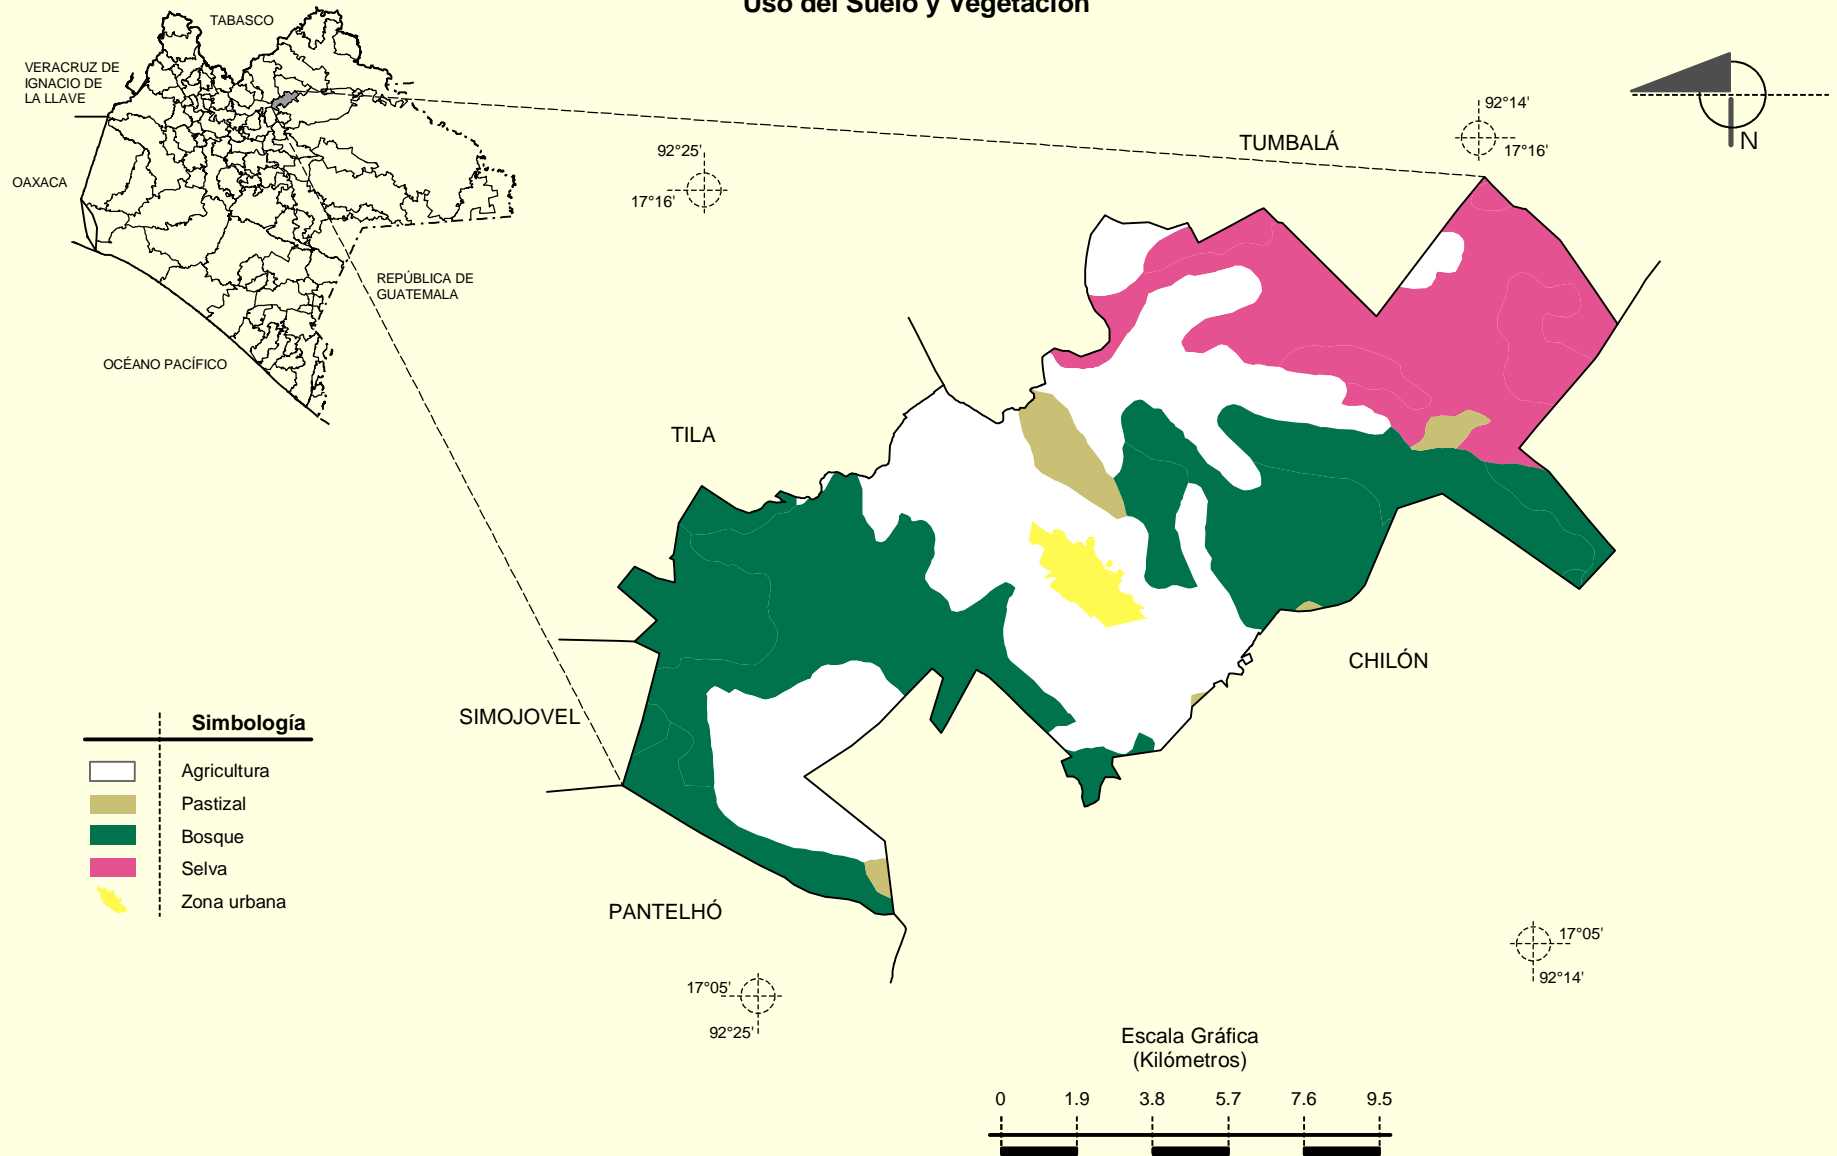 Uso del Suelo y Vegetación
TABASCO
VERACRUZ DE
IGNACIO DE
LA LLAVE
OAXACA
REPÚBLICA DE
GUATEMALA
OCÉANO PACÍFICO
92°25'
17°16'
92°14'
17°16'
N
TUMBALÁ
TILA
SIMOJOVEL
CHILÓN
PANTELHÓ
Simbología
Agricultura
Pastizal
Bosque
Selva
Zona urbana
17°05'
92°25'
17°05'
92°14'
Escala Gráfica
(Kilómetros)
0 1.9 3.8 5.7 7.6 9.5